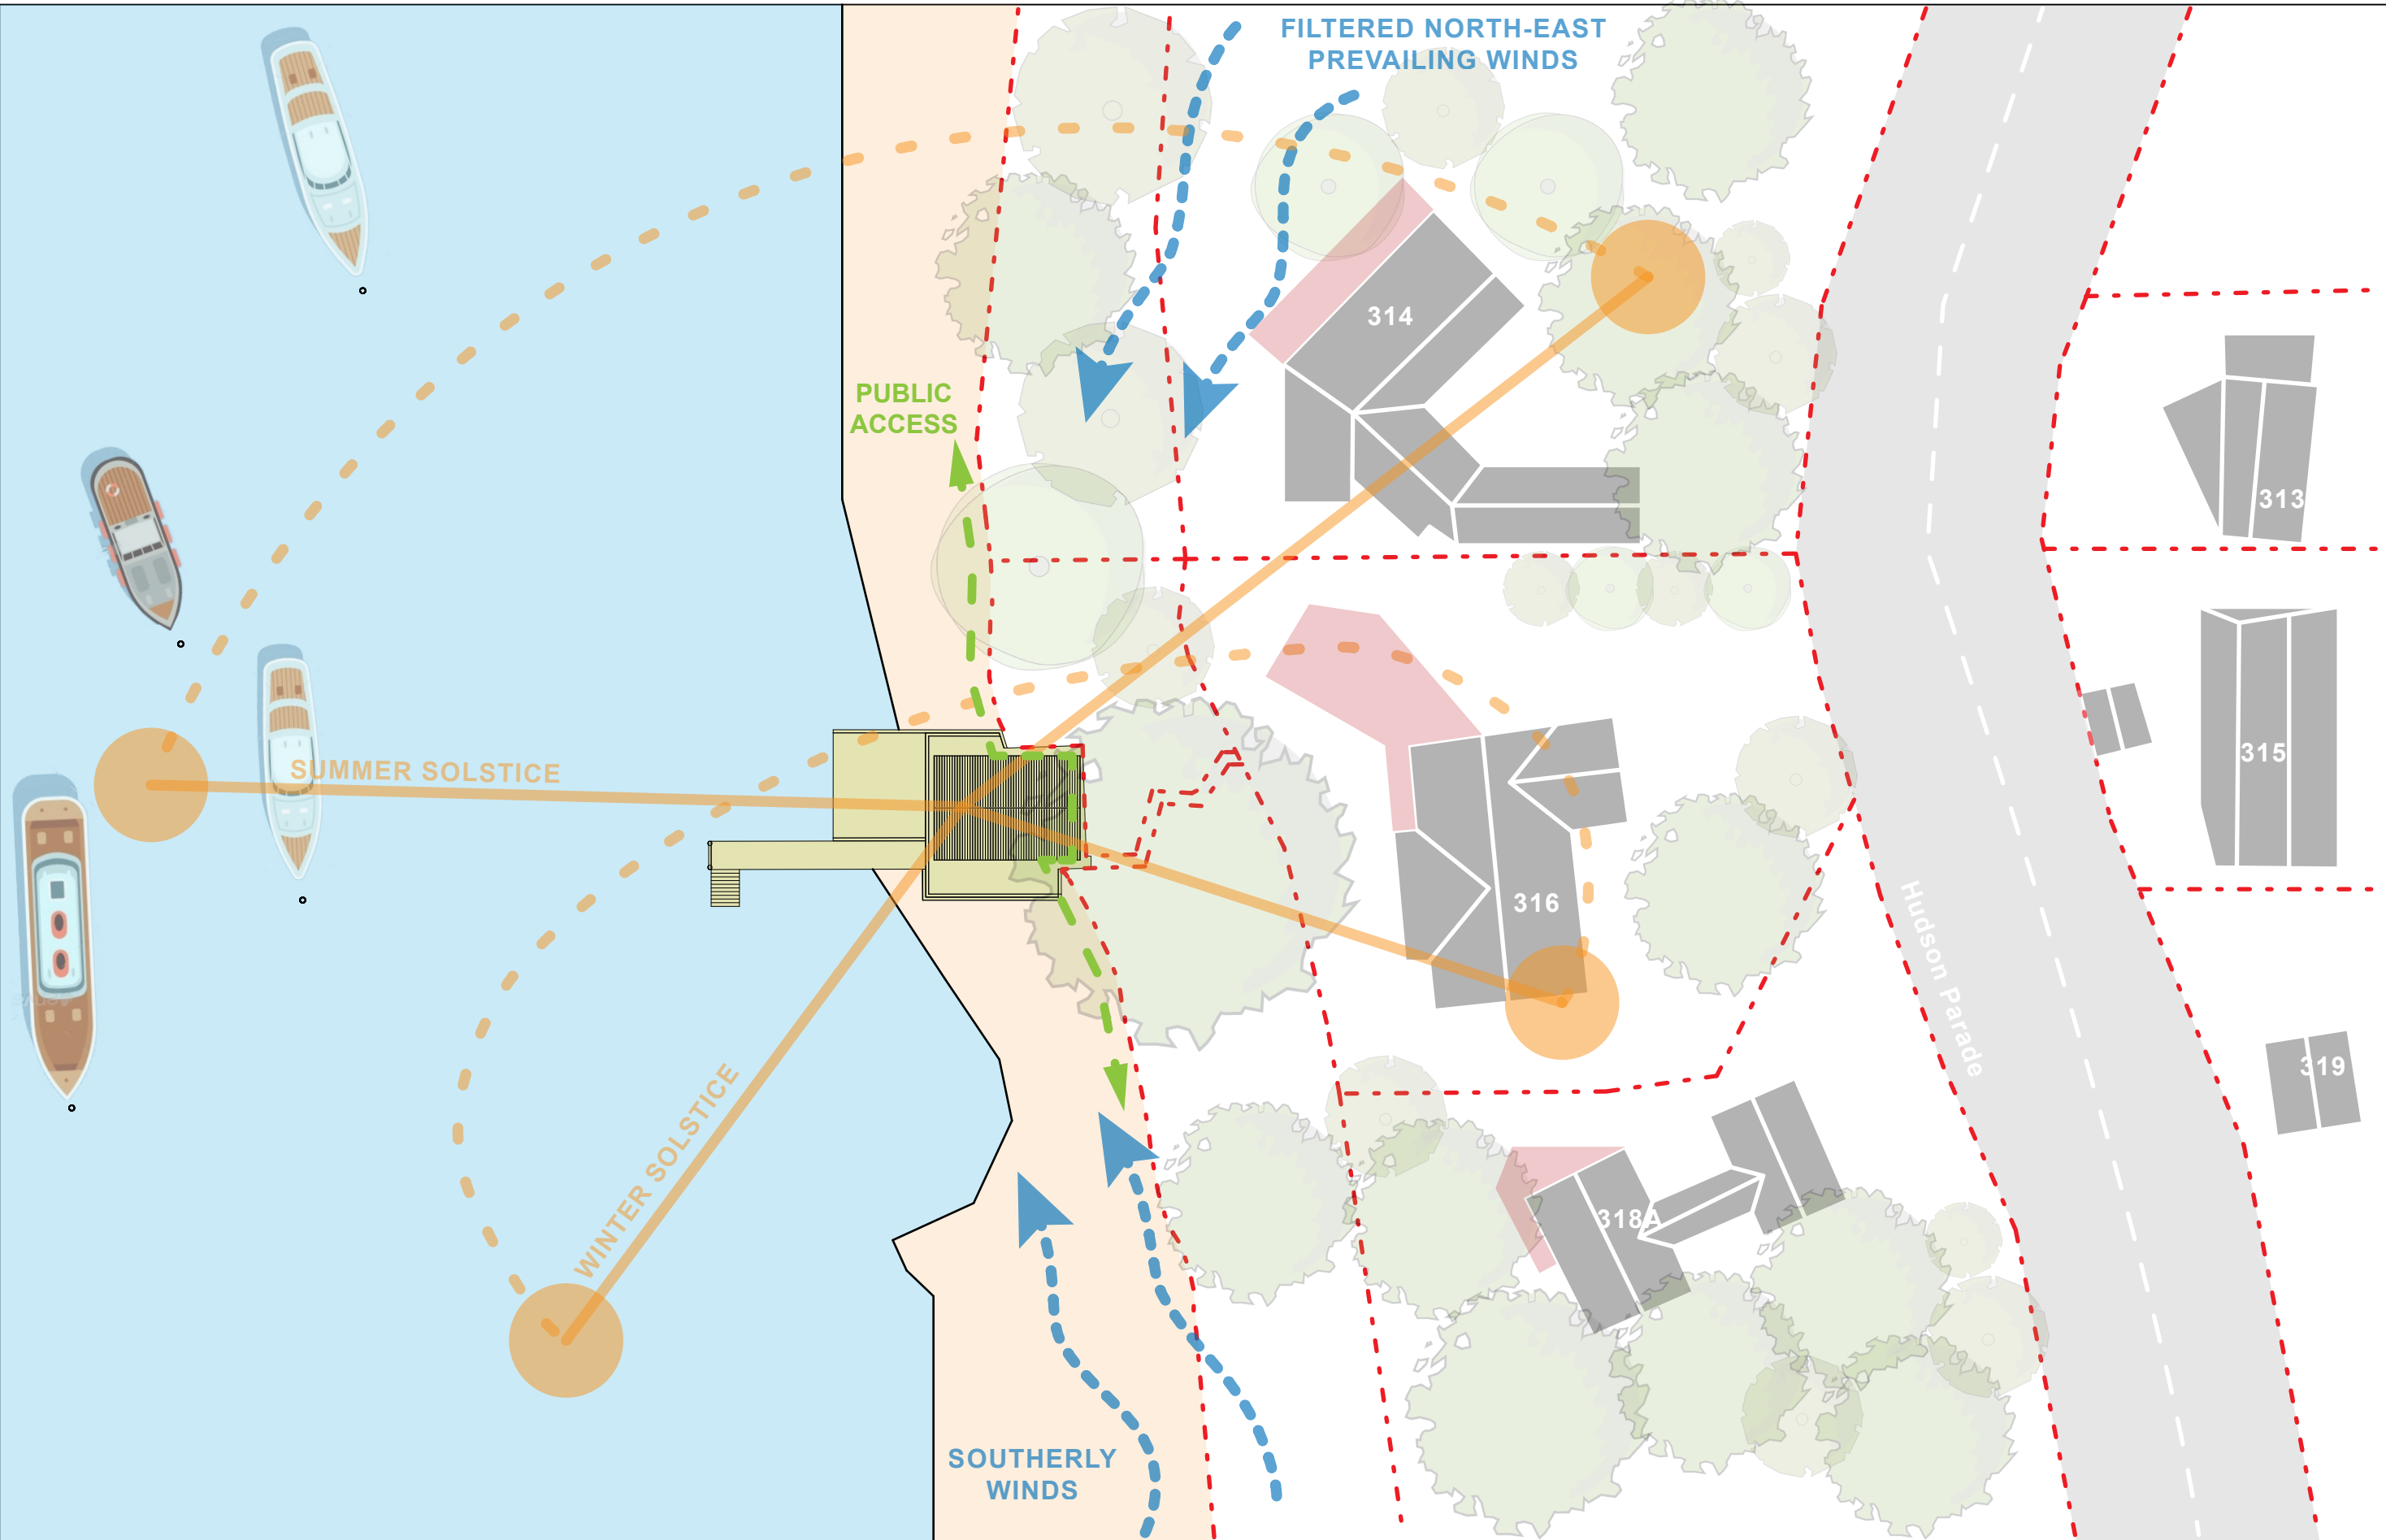 FILTERED NORTH-EAST
PREVAILING WINDS
314
PUBLIC
ACCESS
313
315
SUMMER SOLSTICE
316
Hudson Parade
319
WINTER SOLSTICE
318A
SOUTHERLY
WINDS